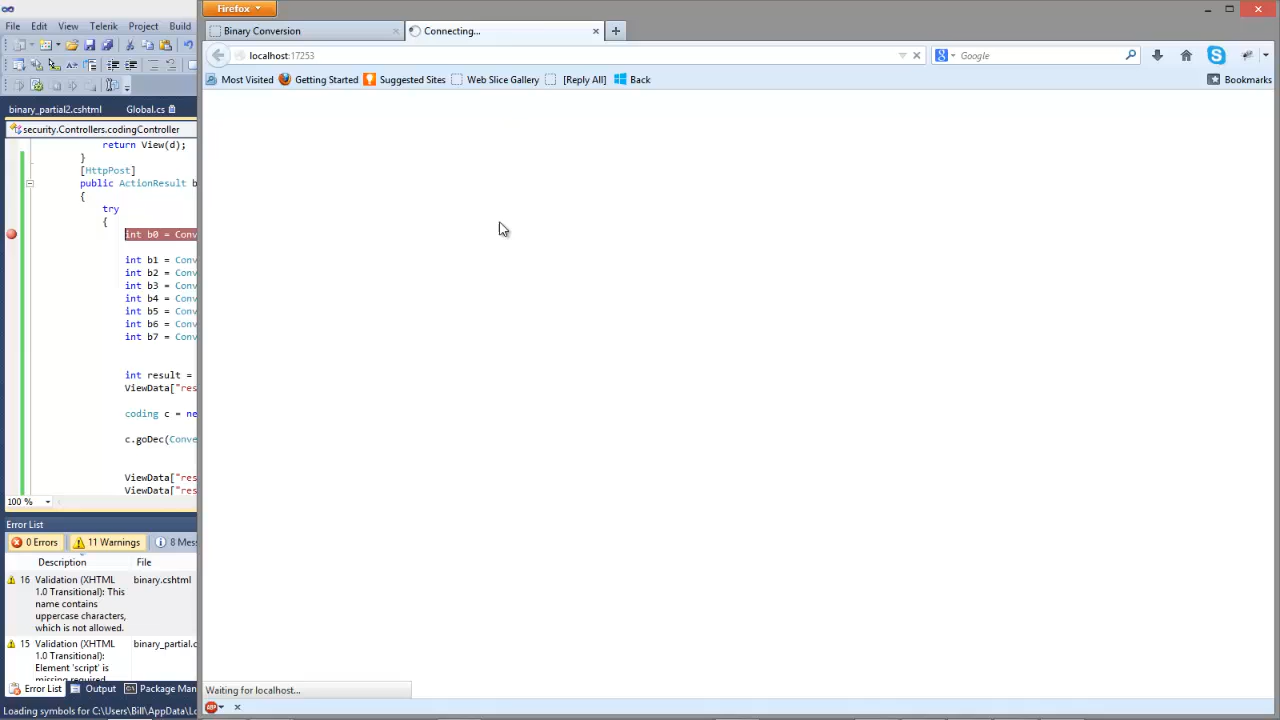 Firefox
File Edit View Telerik Project Build
Binary Conversion
Connecting...
localhost:17253
Google
Most Visited Getting Started Suggested Sites Web Slice Gallery [Reply All] Back Bookmarks
binary_partial2.cshtml Global.cs
security.Controllers.codingController
return View(d);
}
[HttpPost]
public ActionResult b
{
try
{
int b0 = Conv
int b1 = Conv
int b2 = Conv
int b3 = Conv
int b4 = Conv
int b5 = Conv
int b6 = Conv
int b7 = Conv
int result =
ViewData["res
coding c = ne
c.goDec(Conve
ViewData["res
ViewData["res
100 %
Error List
0 Errors 11 Warnings 8 Mess
Description File
16 Validation (XHTML binary.cshtml
1.0 Transitional): This
name contains
uppercase characters,
which is not allowed.
15 Validation (XHTML binary_partial.c
1.0 Transitional):
Element 'script' is
missing required
Error List Output Package Man
Loading symbols for C:\Users\Bill\AppData\Lo
Waiting for localhost...
ABP